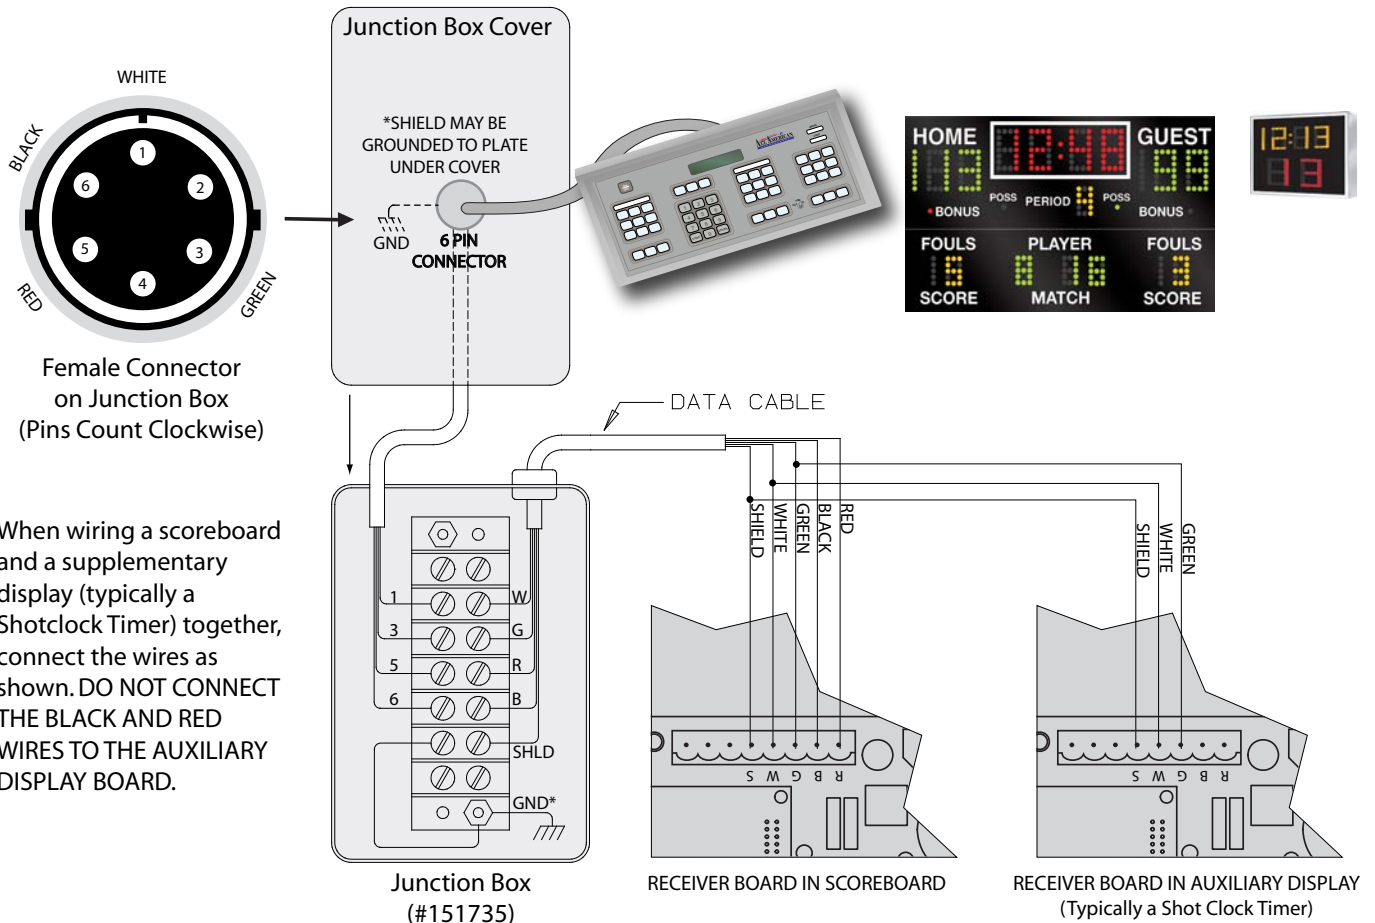 Junction Box Cover
WHITE
BLACK
RED
GREEN
1
2
3
4
5
6
Female Connector
on Junction Box
(Pins Count Clockwise)
*SHIELD MAY BE
GROUNDED TO PLATE
UNDER COVER
GND
6 PIN
CONNECTOR
HOME
12:48
GUEST
113
99
BONUS
POSS
PERIOD
4
POSS
BONUS
FOULS
PLAYER
FOULS
5
8
16
3
SCORE
MATCH
SCORE
12:13
13
DATA CABLE
When wiring a scoreboard
and a supplementary
display (typically a
Shotclock Timer) together,
connect the wires as
shown. DO NOT CONNECT
THE BLACK AND RED
WIRES TO THE AUXILIARY
DISPLAY BOARD.
1
W
3
G
5
R
6
B
SHLD
GND*
Junction Box
(#151735)
SHIELD
WHITE
GREEN
BLACK
RED
S W G B R
RECEIVER BOARD IN SCOREBOARD
SHIELD
WHITE
GREEN
S W G B R
RECEIVER BOARD IN AUXILIARY DISPLAY
(Typically a Shot Clock Timer)